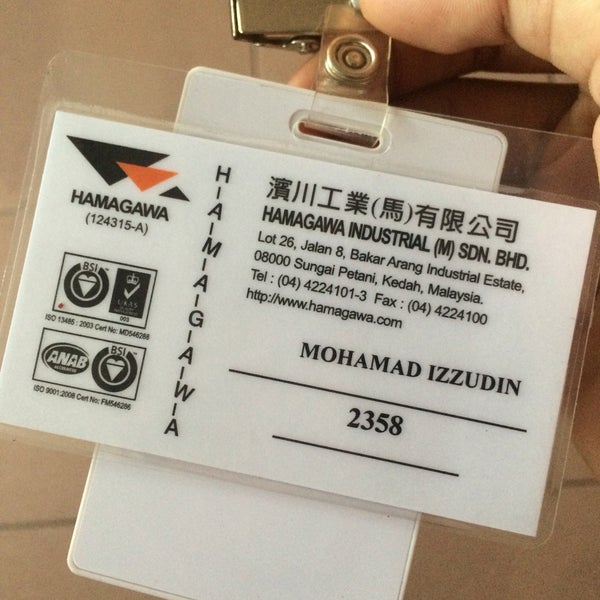 HAMAGAWA
(124315-A)
BSI
UKAS
003
ISO 13485 : 2003 Cert No: MD546286
ANAB
ACCREDITED
BSI
ISO 9001:2008 Cert No: FM546286
H-A-M-A-G-A-W-A
濱川工業(馬)有限公司
HAMAGAWA INDUSTRIAL (M) SDN. BHD.
Lot 26, Jalan 8, Bakar Arang Industrial Estate,
08000 Sungai Petani, Kedah, Malaysia.
Tel : (04) 4224101-3 Fax : (04) 4224100
http://www.hamagawa.com
MOHAMAD IZZUDIN
2358